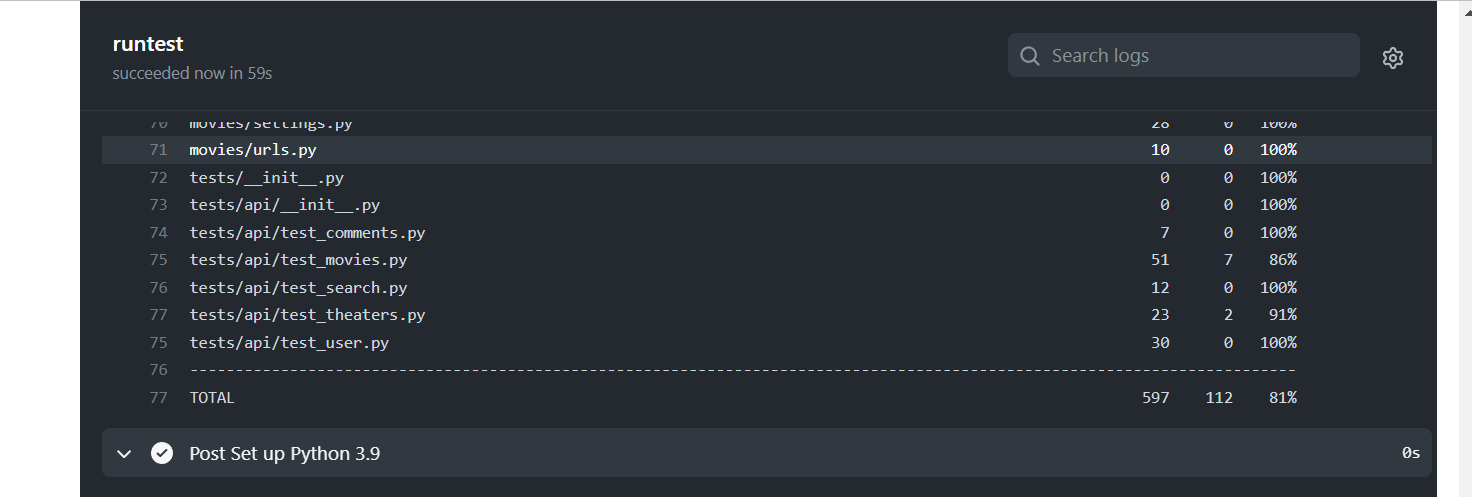 runtest
Search logs
succeeded now in 59s
70 movies/settings.py 28 0 100%
71 movies/urls.py 10 0 100%
72 tests/__init__.py 0 0 100%
73 tests/api/__init__.py 0 0 100%
74 tests/api/test_comments.py 7 0 100%
75 tests/api/test_movies.py 51 7 86%
76 tests/api/test_search.py 12 0 100%
77 tests/api/test_theaters.py 23 2 91%
75 tests/api/test_user.py 30 0 100%
76 --------------------------------------------------------------------------------------------------------------------------
77 TOTAL 597 112 81%
Post Set up Python 3.9 0s